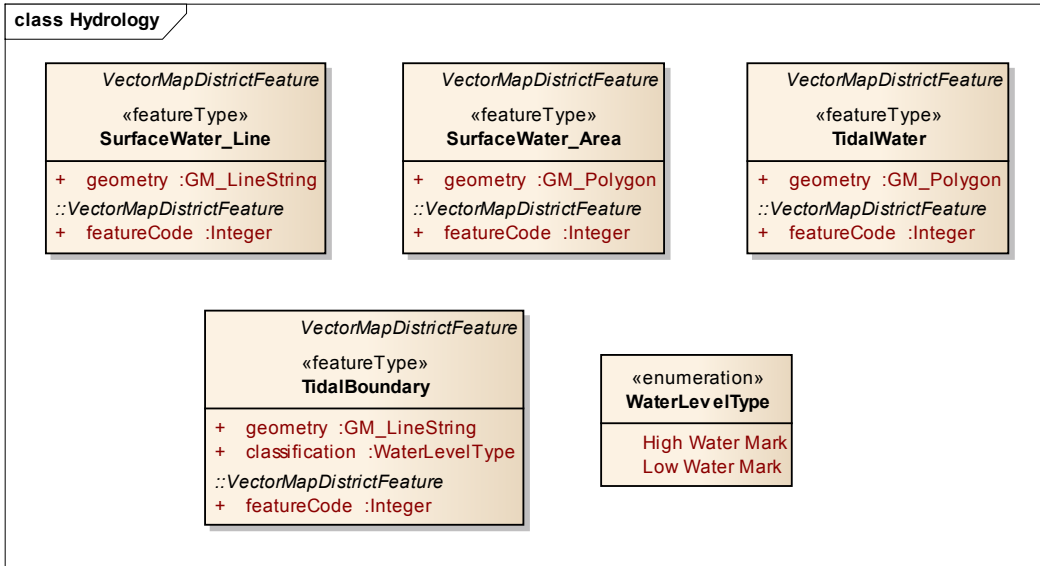 class Hydrology
VectorMapDistrictFeature
«featureType»
SurfaceWater_Line
+ geometry :GM_LineString
::VectorMapDistrictFeature
+ featureCode :Integer
VectorMapDistrictFeature
«featureType»
SurfaceWater_Area
+ geometry :GM_Polygon
::VectorMapDistrictFeature
+ featureCode :Integer
VectorMapDistrictFeature
«featureType»
TidalWater
+ geometry :GM_Polygon
::VectorMapDistrictFeature
+ featureCode :Integer
VectorMapDistrictFeature
«featureType»
TidalBoundary
+ geometry :GM_LineString
+ classification :WaterLevelType
::VectorMapDistrictFeature
+ featureCode :Integer
«enumeration»
WaterLevelType
High Water Mark
Low Water Mark